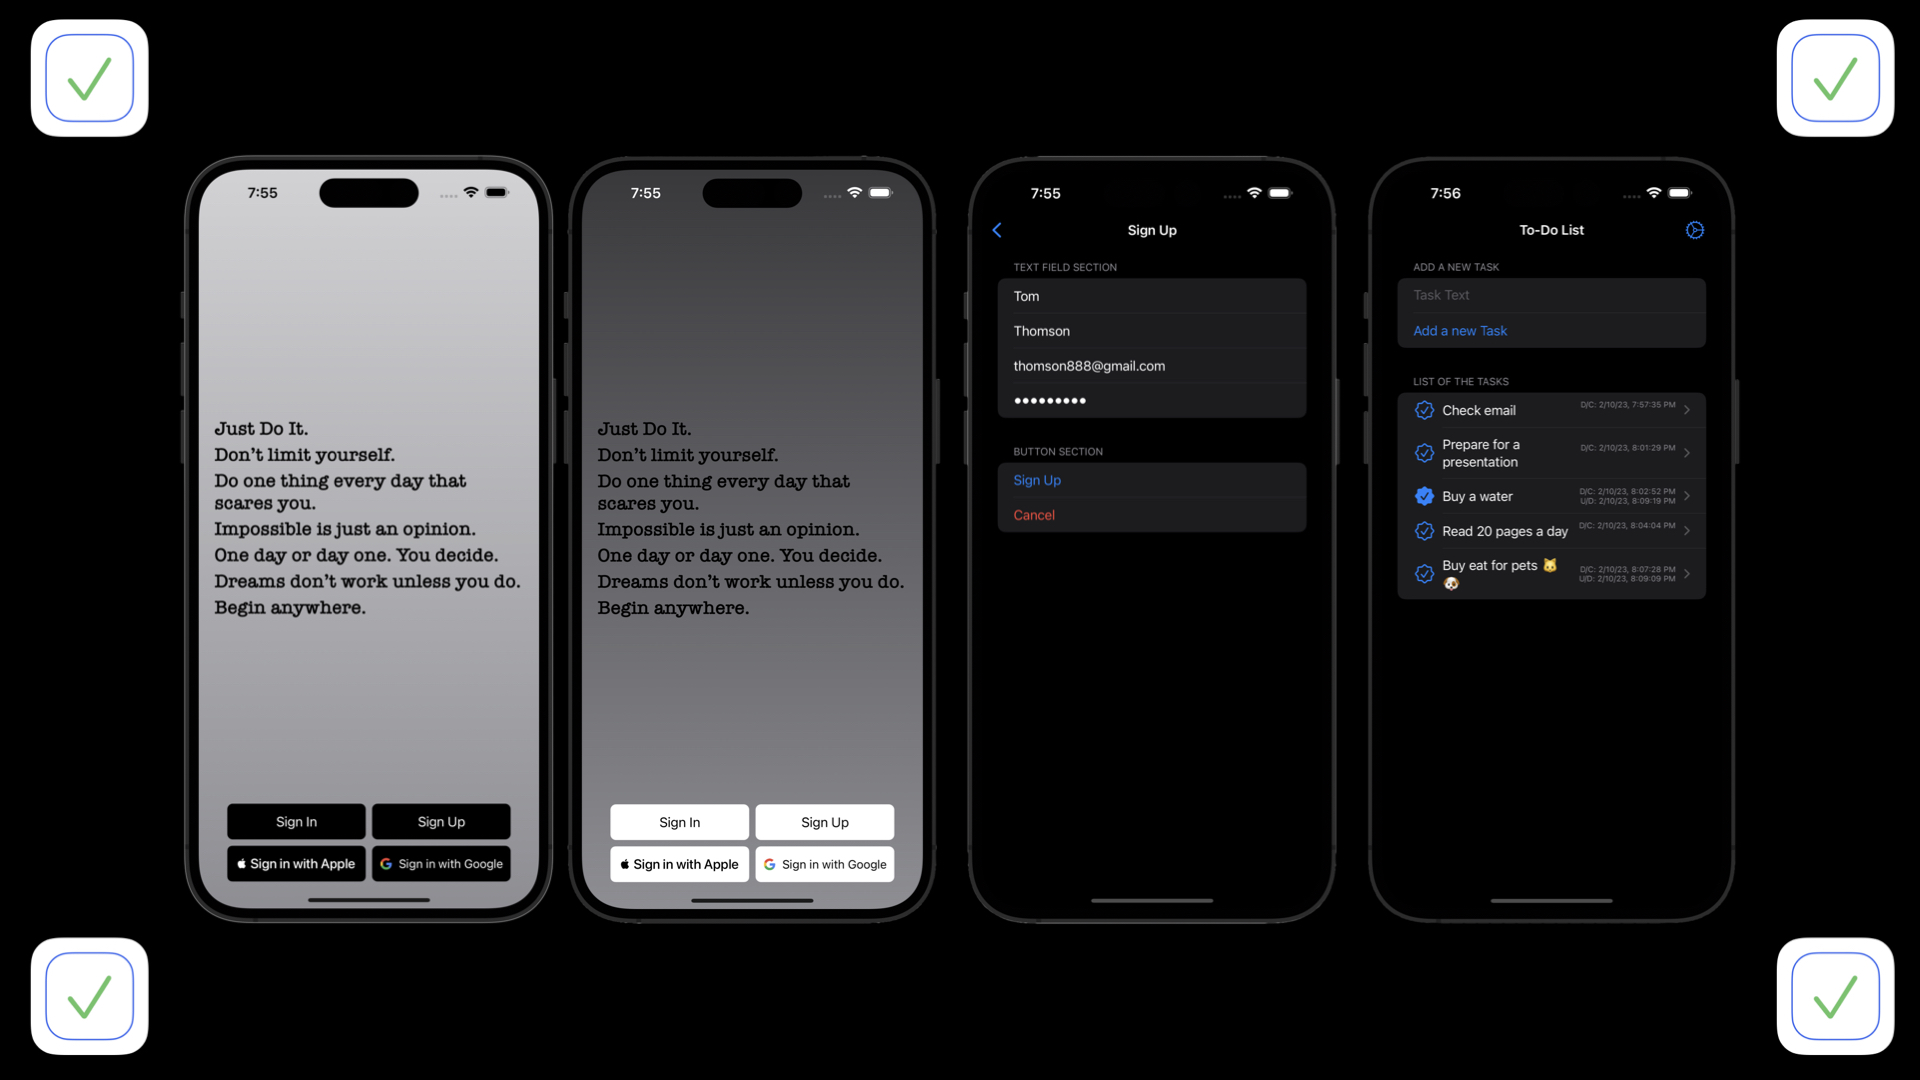 7:55
Just Do It.
Don't limit yourself.
Do one thing every day that
scares you.
Impossible is just an opinion.
One day or day one. You decide.
Dreams don't work unless you do.
Begin anywhere.
Sign In
Sign Up
Sign in with Apple
Sign in with Google
7:55
Just Do It.
Don't limit yourself.
Do one thing every day that
scares you.
Impossible is just an opinion.
One day or day one. You decide.
Dreams don't work unless you do.
Begin anywhere.
Sign In
Sign Up
Sign in with Apple
Sign in with Google
7:55
Sign Up
TEXT FIELD SECTION
Tom
Thomson
thomson888@gmail.com
BUTTON SECTION
Sign Up
Cancel
7:56
To-Do List
ADD A NEW TASK
Task Text
Add a new Task
LIST OF THE TASKS
Check email
D/C: 2/10/23, 7:57:35 PM
Prepare for a
presentation
D/C: 2/10/23, 8:01:29 PM
Buy a water
D/C: 2/10/23, 8:02:52 PM
U/D: 2/10/23, 8:09:19 PM
Read 20 pages a day
D/C: 2/10/23, 8:04:04 PM
Buy eat for pets 🐱
🐶
D/C: 2/10/23, 8:07:28 PM
U/D: 2/10/23, 8:09:09 PM